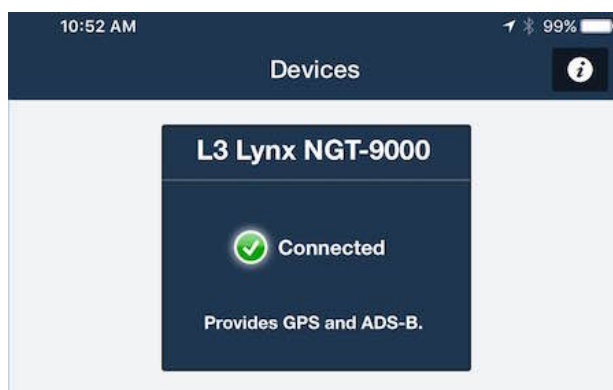 10:52 AM
99%
Devices
i
L3 Lynx NGT-9000
Connected
Provides GPS and ADS-B.